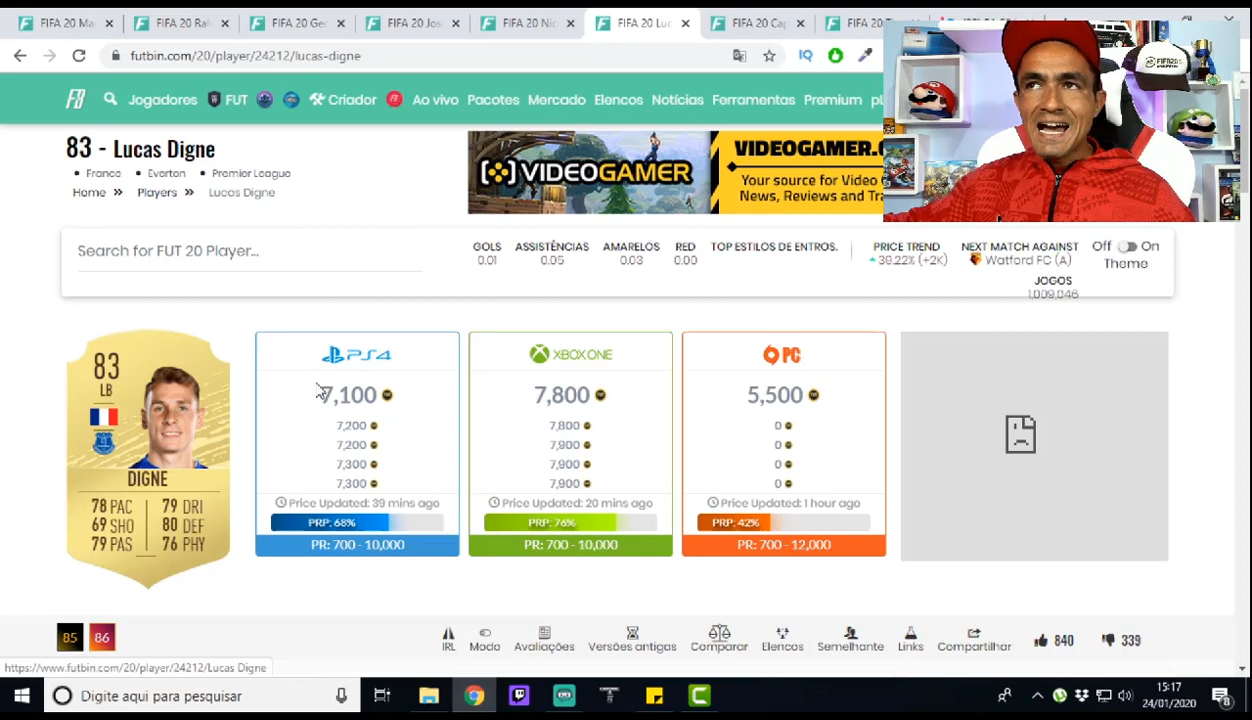 FIFA 20 Ma
FIFA 20 Raf
FIFA 20 Geo
FIFA 20 Jos
FIFA 20 Nic
FIFA 20 Luc
FIFA 20 Cap
FIFA 20
futbin.com/20/player/24212/lucas-digne
Jogadores FUT Criador Ao vivo Pacotes Mercado Elencos Notícias Ferramentas Premium
83 - Lucas Digne
France Everton Premier League
Home Players Lucas Digne
VIDEOGAMER
VIDEOGAMER.
Your source for Video
News, Reviews and
Search for FUT 20 Player...
GOLS ASSISTÊNCIAS AMARELOS RED TOP ESTILOS DE ENTROS. PRICE TREND NEXT MATCH AGAINST Off On
0.01 0.05 0.03 0.00 39.22% (+2K) Watford FC (A) Theme
JOGOS
1,009,046
83
LB
DIGNE
78 PAC 79 DRI
69 SHO 80 DEF
79 PAS 76 PHY
PS4
7,100
7,200
7,200
7,300
7,300
Price Updated: 39 mins ago
PRP: 68%
PR: 700 - 10,000
XBOX ONE
7,800
7,800
7,900
7,900
7,900
Price Updated: 20 mins ago
PRP: 76%
PR: 700 - 10,000
PC
5,500
0
0
0
0
Price Updated: 1 hour ago
PRP: 42%
PR: 700 - 12,000
85 86
IRL Modo Avaliações Versões antigas Comparar Elencos Semelhante Links Compartilhar 840 339
https://www.futbin.com/20/player/24212/Lucas Digne
Digite aqui para pesquisar
15:17
24/01/2020
8